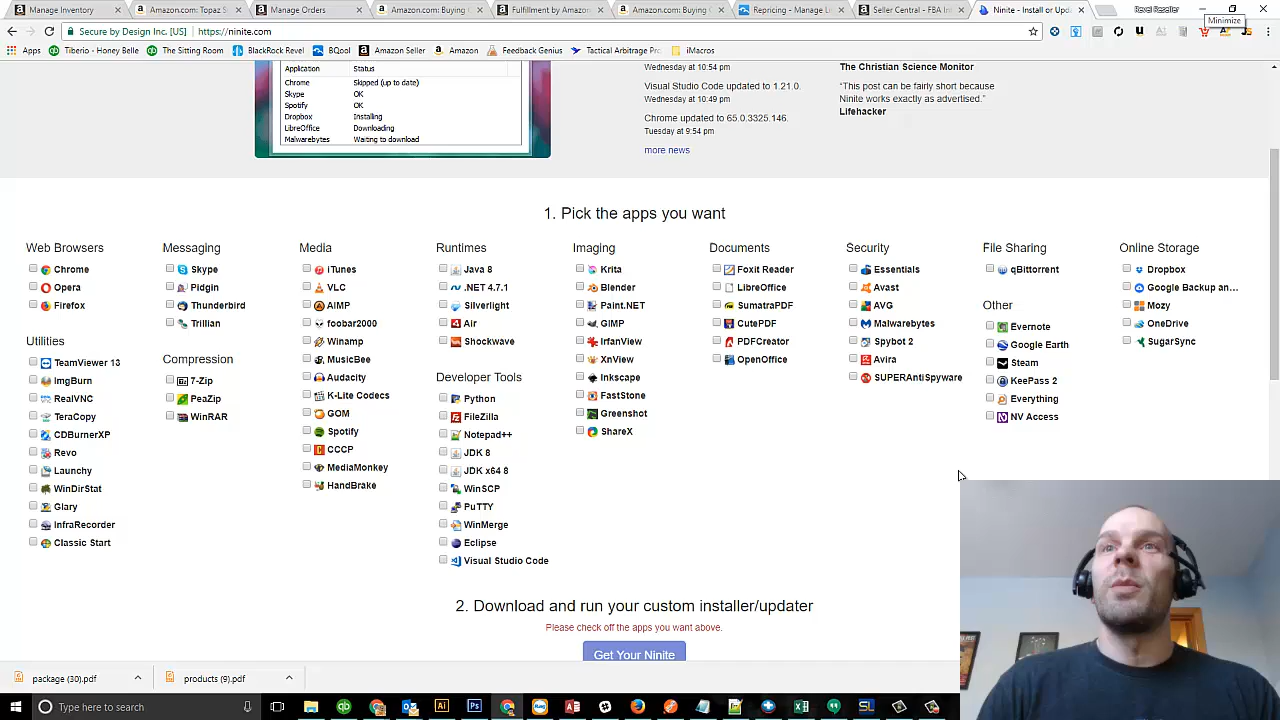 Manage Inventory
Amazon.com: Topaz S
Manage Orders
Amazon.com: Buying C
Fulfillment by Amazon
Amazon.com: Buying C
Repricing - Manage Li
Seller Central - FBA In
Ninite - Install or Upda
Revel Reseller
Minimize
Secure by Design Inc. [US]
https://ninite.com
Apps
Tiberio - Honey Belle
The Sitting Room
BlackRock Revel
BQool
Amazon Seller
Amazon
Feedback Genius
Tactical Arbitrage Pro
iMacros
Application Status
Chrome Skipped (up to date)
Skype OK
Spotify OK
Dropbox Installing
LibreOffice Downloading
Malwarebytes Waiting to download
Wednesday at 10:54 pm
Visual Studio Code updated to 1.21.0.
Wednesday at 10:49 pm
Chrome updated to 65.0.3325.146.
Tuesday at 9:54 pm
more news
The Christian Science Monitor
“This post can be fairly short because
Ninite works exactly as advertised.”
Lifehacker
1. Pick the apps you want
Web Browsers
Chrome
Opera
Firefox
Utilities
TeamViewer 13
ImgBurn
RealVNC
TeraCopy
CDBurnerXP
Revo
Launchy
WinDirStat
Glary
InfraRecorder
Classic Start
Messaging
Skype
Pidgin
Thunderbird
Trillian
Compression
7-Zip
PeaZip
WinRAR
Media
iTunes
VLC
AIMP
foobar2000
Winamp
MusicBee
Audacity
K-Lite Codecs
GOM
Spotify
CCCP
MediaMonkey
HandBrake
Runtimes
Java 8
.NET 4.7.1
Silverlight
Air
Shockwave
Developer Tools
Python
FileZilla
Notepad++
JDK 8
JDK x64 8
WinSCP
PuTTY
WinMerge
Eclipse
Visual Studio Code
Imaging
Krita
Blender
Paint.NET
GIMP
IrfanView
XnView
Inkscape
FastStone
Greenshot
ShareX
Documents
Foxit Reader
LibreOffice
SumatraPDF
CutePDF
PDFCreator
OpenOffice
Security
Essentials
Avast
AVG
Malwarebytes
Spybot 2
Avira
SUPERAntiSpyware
File Sharing
qBittorrent
Other
Evernote
Google Earth
Steam
KeePass 2
Everything
NV Access
Online Storage
Dropbox
Google Backup an...
Mozy
OneDrive
SugarSync
2. Download and run your custom installer/updater
Please check off the apps you want above.
Get Your Ninite
package (30).pdf
products (9).pdf
Type here to search